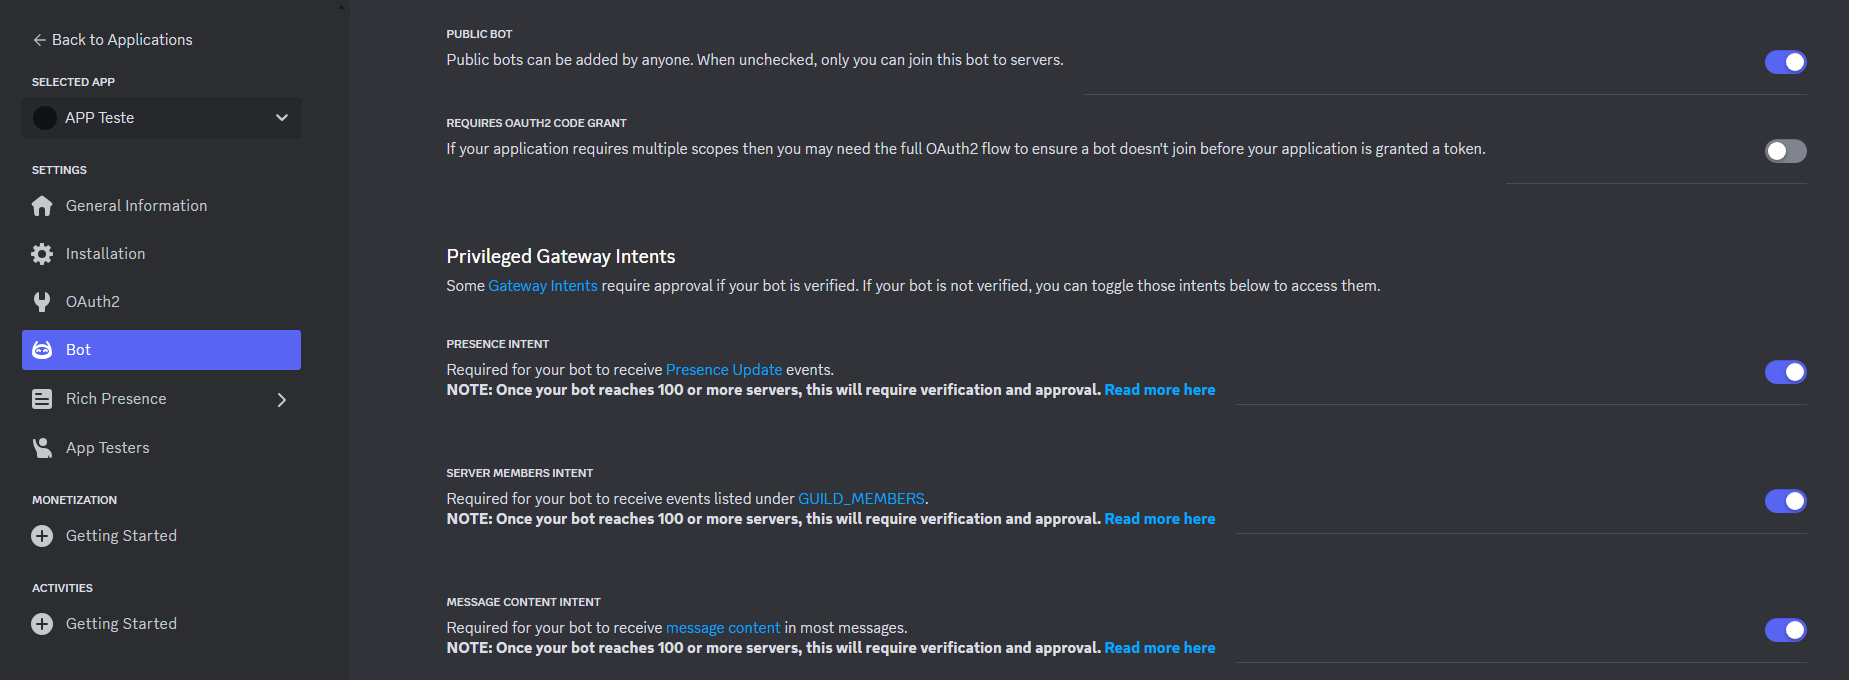 Back to Applications
SELECTED APP
APP Teste
SETTINGS
General Information
Installation
OAuth2
Bot
Rich Presence
App Testers
MONETIZATION
Getting Started
ACTIVITIES
Getting Started
PUBLIC BOT
Public bots can be added by anyone. When unchecked, only you can join this bot to servers.
REQUIRES OAUTH2 CODE GRANT
If your application requires multiple scopes then you may need the full OAuth2 flow to ensure a bot doesn't join before your application is granted a token.
Privileged Gateway Intents
Some Gateway Intents require approval if your bot is verified. If your bot is not verified, you can toggle those intents below to access them.
PRESENCE INTENT
Required for your bot to receive Presence Update events.
NOTE: Once your bot reaches 100 or more servers, this will require verification and approval. Read more here
SERVER MEMBERS INTENT
Required for your bot to receive events listed under GUILD_MEMBERS.
NOTE: Once your bot reaches 100 or more servers, this will require verification and approval. Read more here
MESSAGE CONTENT INTENT
Required for your bot to receive message content in most messages.
NOTE: Once your bot reaches 100 or more servers, this will require verification and approval. Read more here